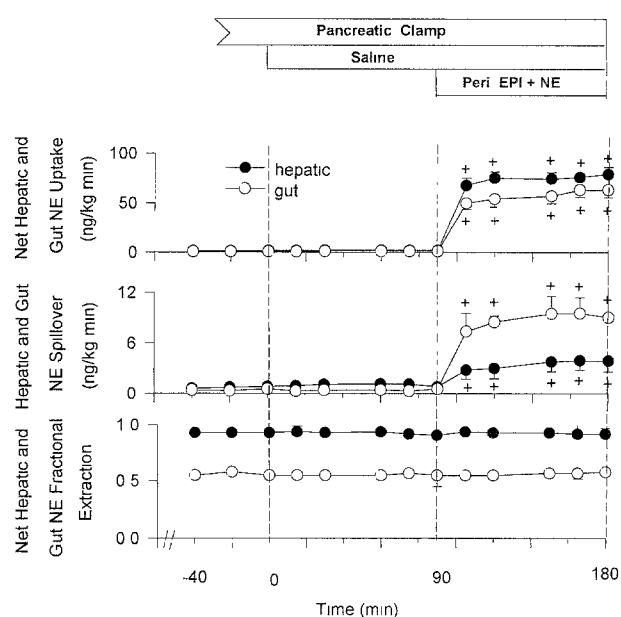 Pancreatic Clamp
Saline
Peri EPI + NE
Net Hepatic and
Gut NE Uptake
(ng/kg min)
100
50
0
hepatic
gut
+ + + + +
+ + + + +
Hepatic and Gut
NE Spillover
(ng/kg min)
12
6
0
+ + + + +
+ + + + +
Net Hepatic and
Gut NE Fractional
Extraction
1 0
0 5
0 0
-40 0 90 180
Time (min)